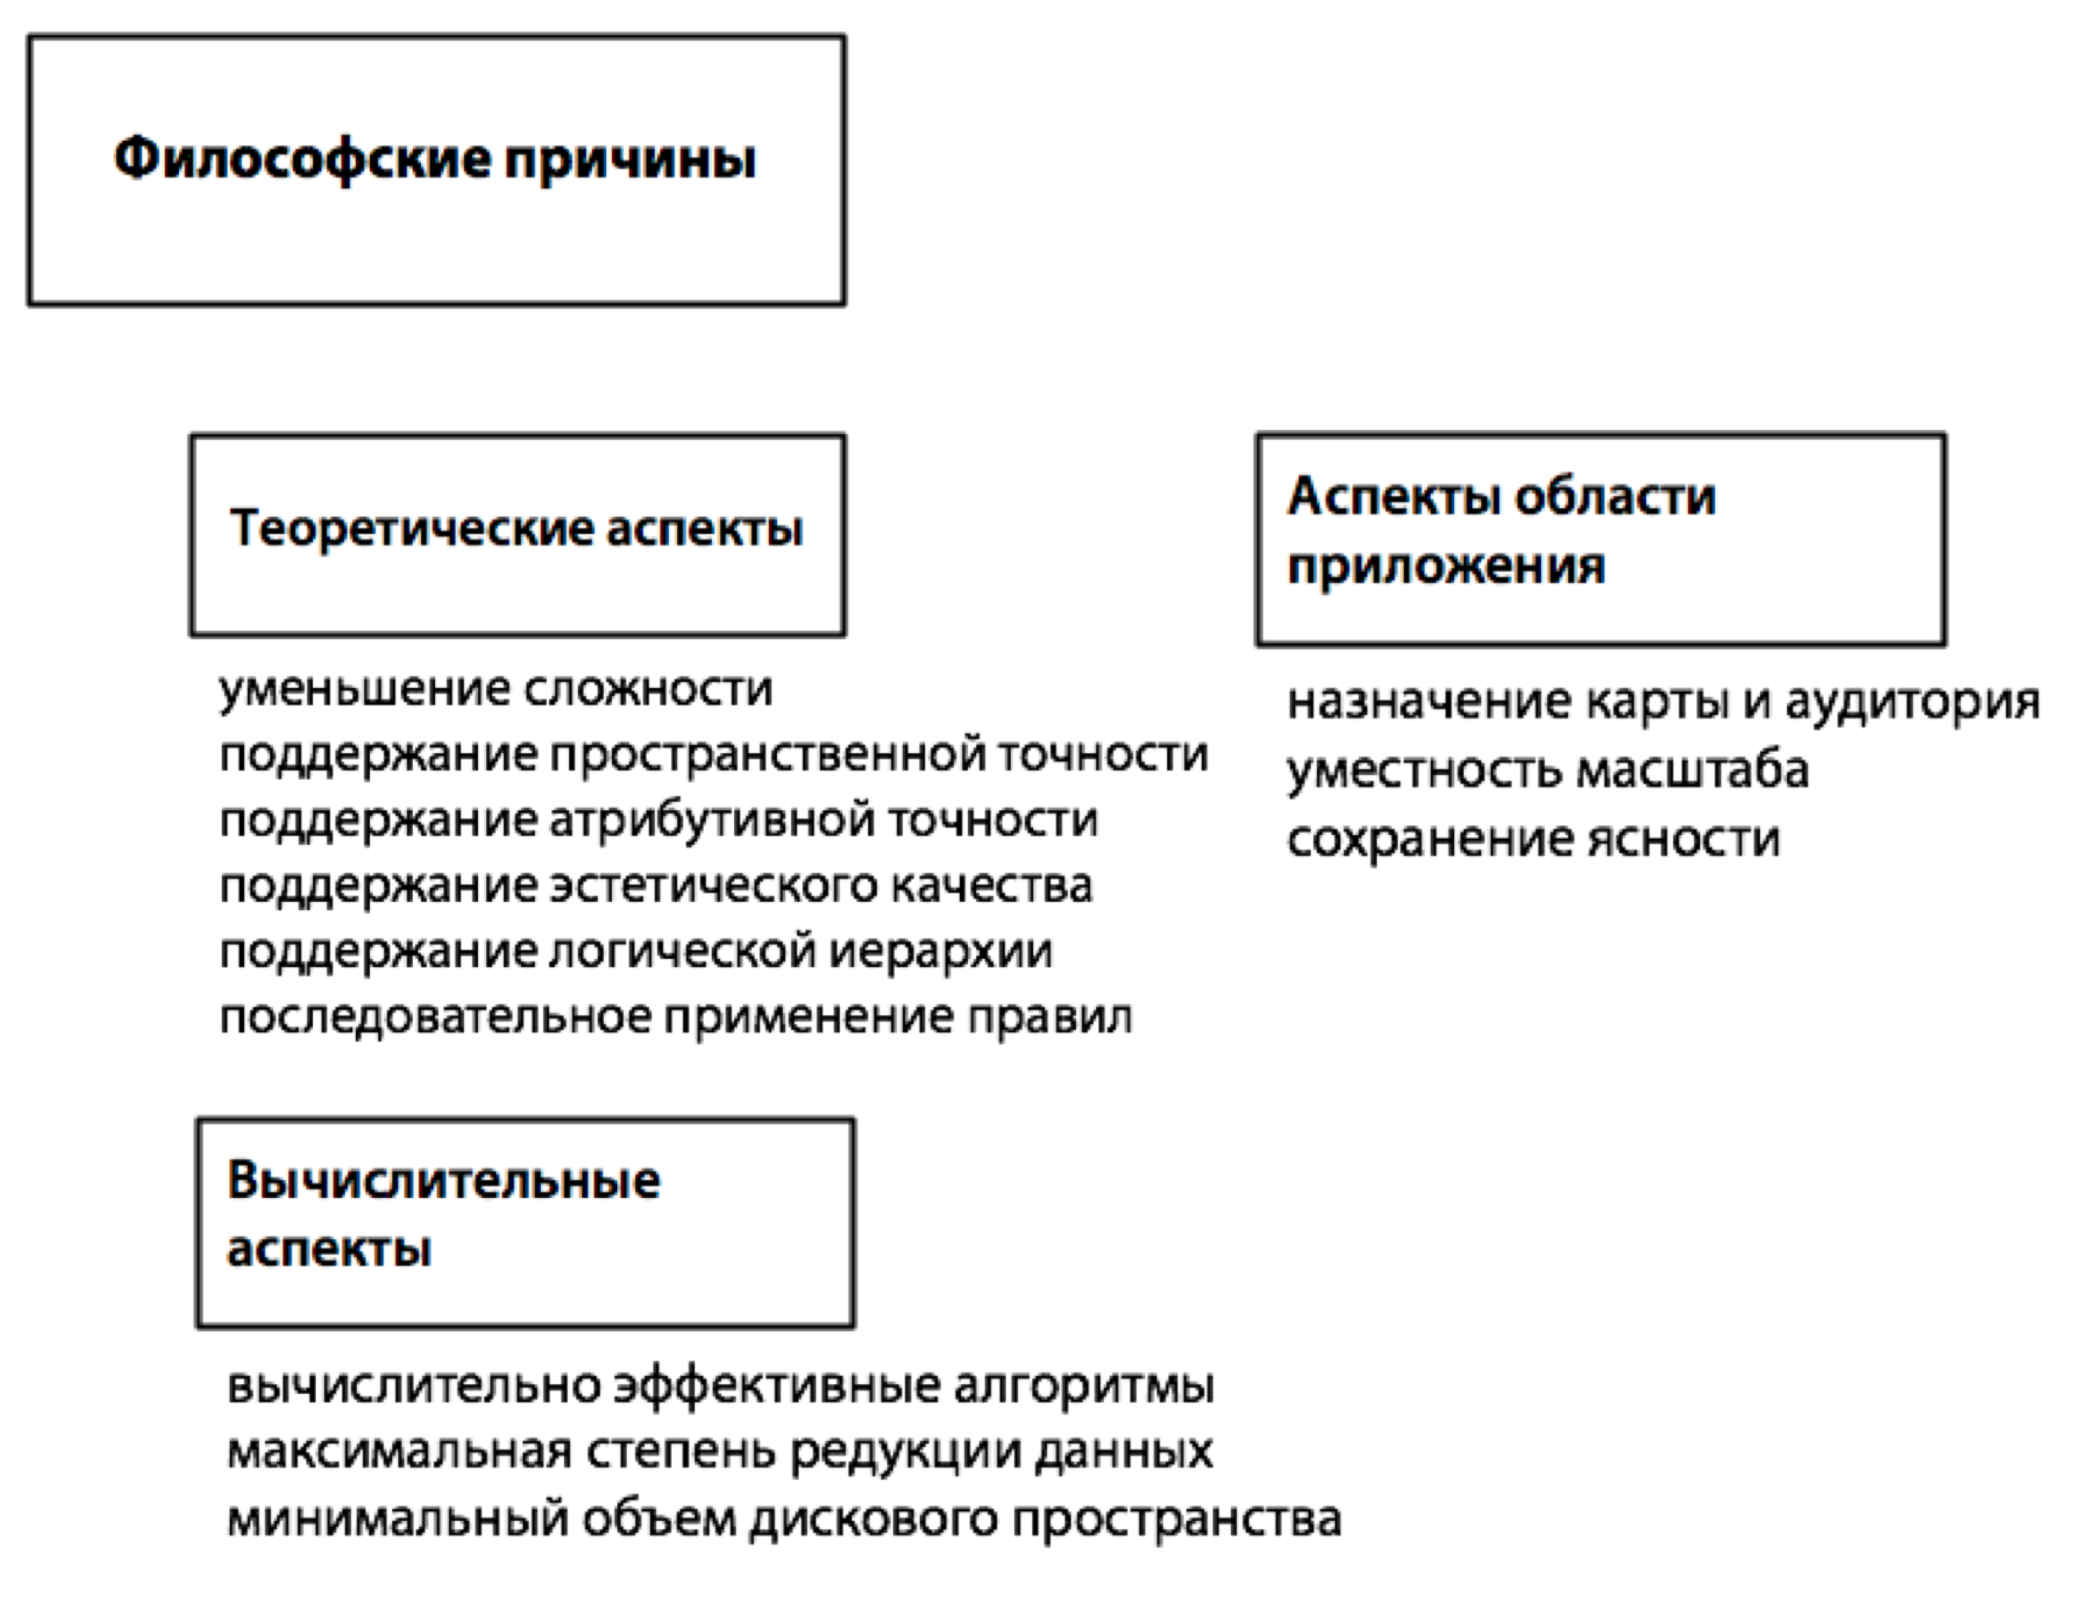 Философские причины
Теоретические аспекты
уменьшение сложности
поддержание пространственной точности
поддержание атрибутивной точности
поддержание эстетического качества
поддержание логической иерархии
последовательное применение правил
Аспекты области
приложения
назначение карты и аудитория
уместность масштаба
сохранение ясности
Вычислительные
аспекты
вычислительно эффективные алгоритмы
максимальная степень редукции данных
минимальный объем дискового пространства